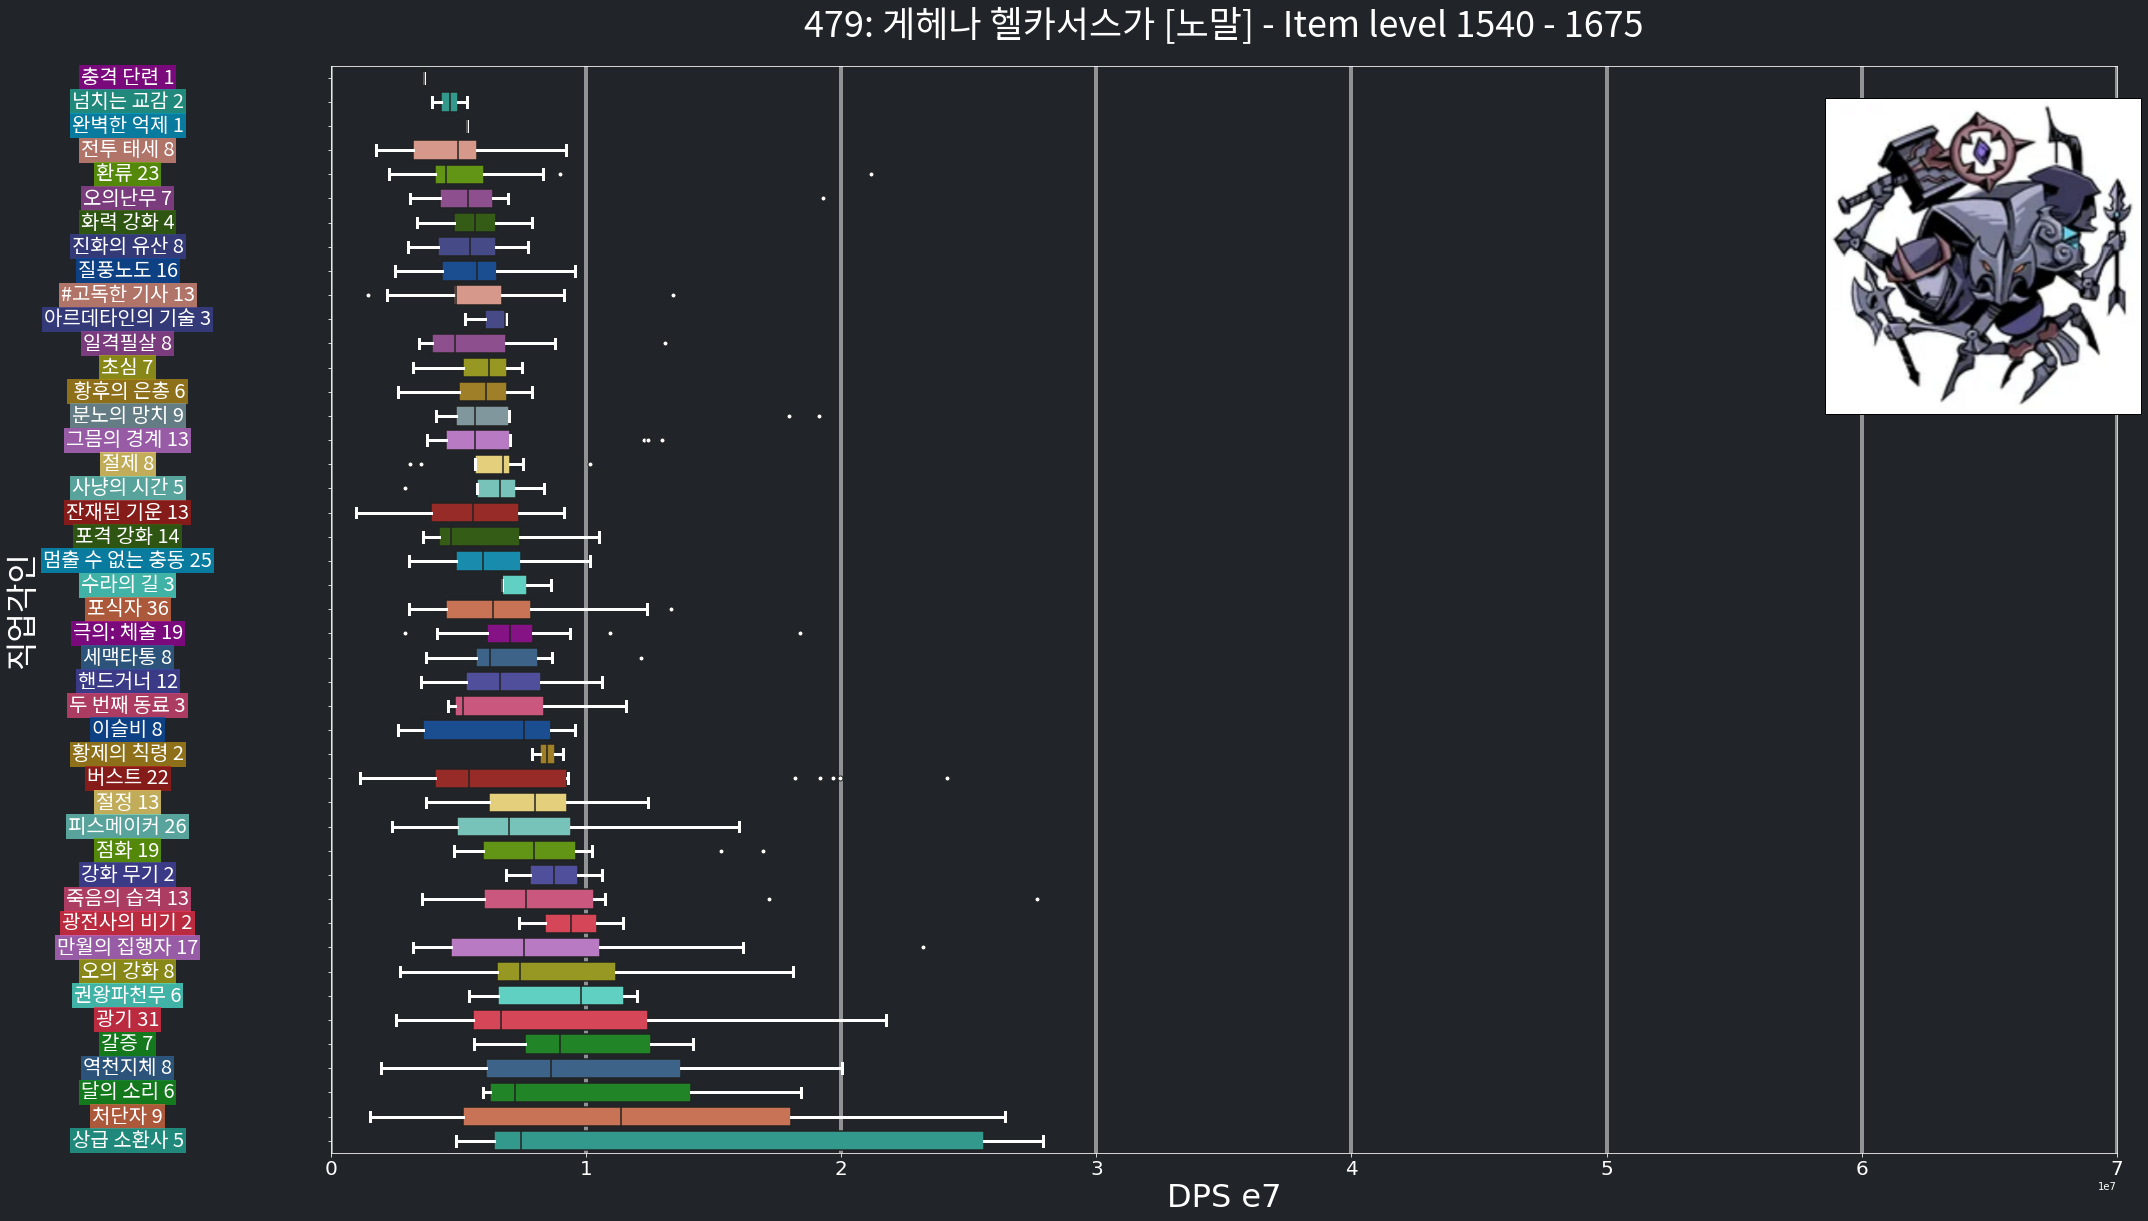 479: 게헤나 헬카서스가 [노말] - Item level 1540 - 1675
직업각인
충격 단련 1
넘치는 교감 2
완벽한 억제 1
전투 태세 8
환류 23
오의난무 7
화력 강화 4
진화의 유산 8
질풍노도 16
#고독한 기사 13
아르데타인의 기술 3
일격필살 8
초심 7
황후의 은총 6
분노의 망치 9
그믐의 경계 13
절제 8
사냥의 시간 5
잔재된 기운 13
포격 강화 14
멈출 수 없는 충동 25
수라의 길 3
포식자 36
극의: 체술 19
세맥타통 8
핸드거너 12
두 번째 동료 3
이슬비 8
황제의 칙령 2
버스트 22
절정 13
피스메이커 26
점화 19
강화 무기 2
죽음의 습격 13
광전사의 비기 2
만월의 집행자 17
오의 강화 8
권왕파천무 6
광기 31
갈증 7
역천지체 8
달의 소리 6
처단자 9
상급 소환사 5
0 1 2 3 4 5 6 7
1e7
DPS e7